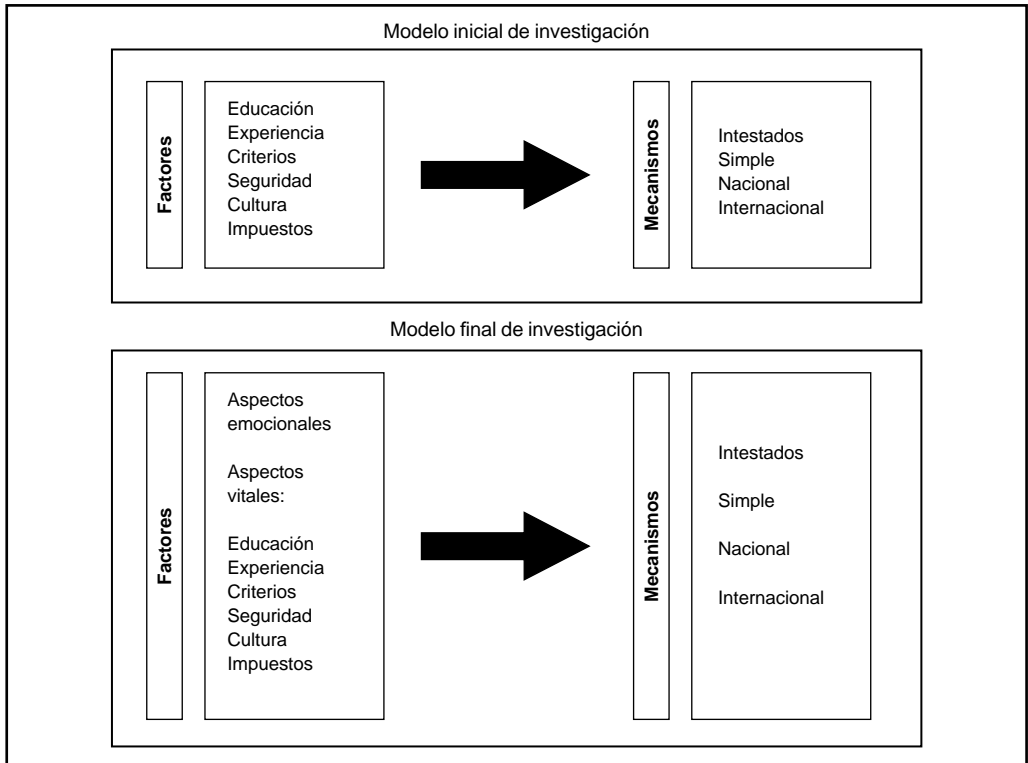 Modelo inicial de investigación
Factores
Educación
Experiencia
Criterios
Seguridad
Cultura
Impuestos
Mecanismos
Intestados
Simple
Nacional
Internacional
Modelo final de investigación
Factores
Aspectos
emocionales
Aspectos
vitales:
Educación
Experiencia
Criterios
Seguridad
Cultura
Impuestos
Mecanismos
Intestados
Simple
Nacional
Internacional